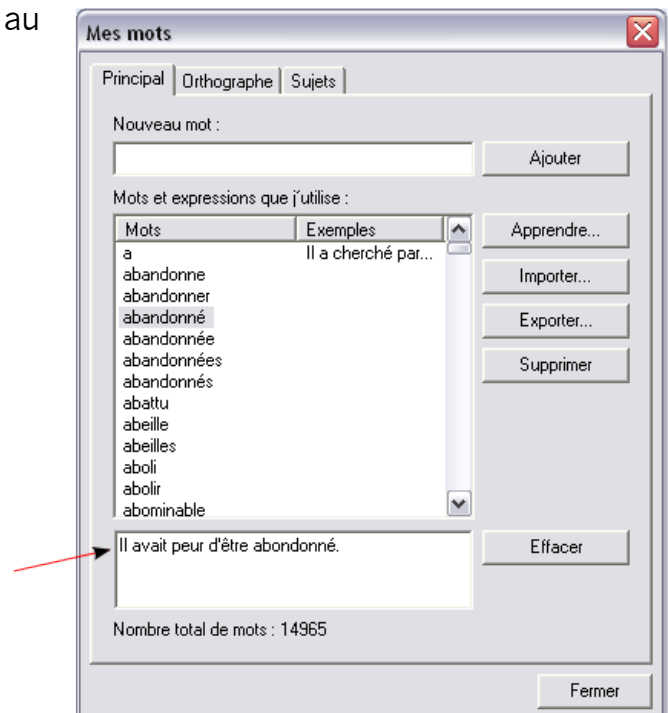 au
Mes mots
Principal Orthographe Sujets
Nouveau mot :
Ajouter
Mots et expressions que j'utilise :
Mots Exemples
Apprendre...
a Il a cherché par...
abandonne
Importer...
abandonner
abandonné
Exporter...
abandonnée
abandonnées
Supprimer
abandonnés
abattu
abeille
abeilles
aboli
abolir
abominable
Il avait peur d'être abondonné.
Effacer
Nombre total de mots : 14965
Fermer